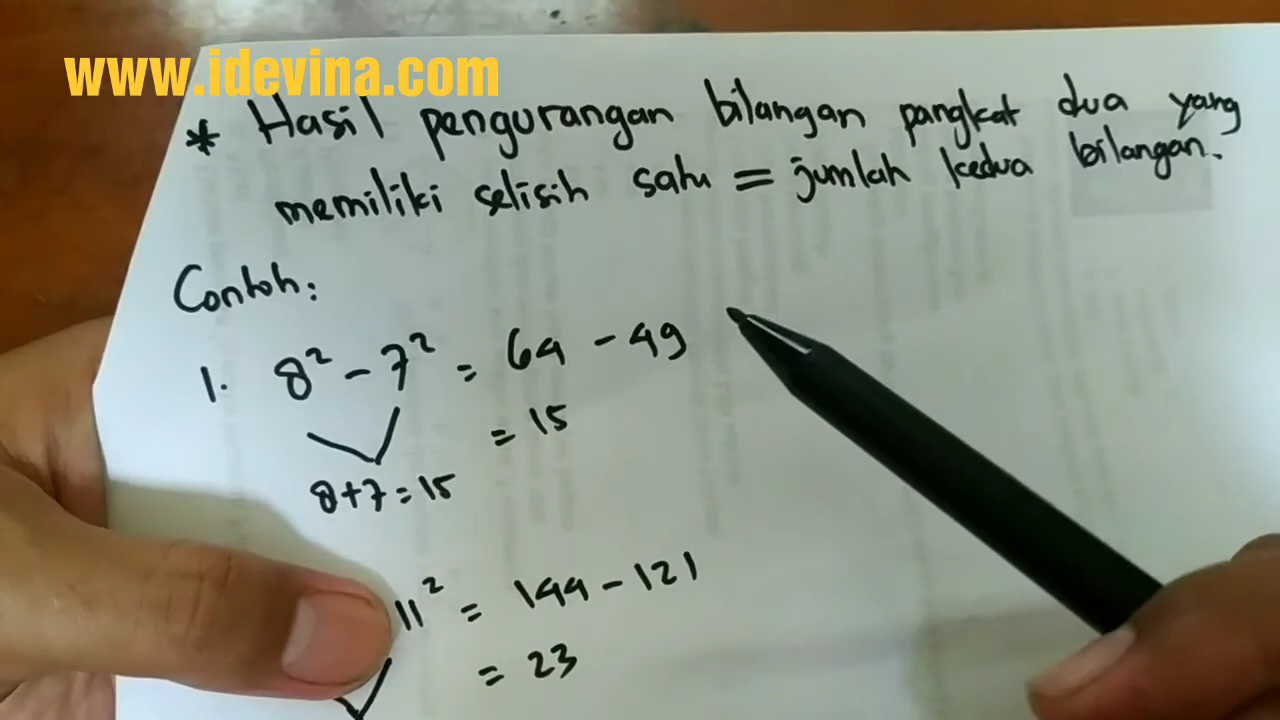 www.idevina.com
* Hasil pengurangan bilangan pangkat dua yang
memiliki selisih satu = jumlah kedua bilangan.
Contoh:
1. 8² - 7² = 64 - 49
= 15
8+7=15
11² = 144 - 121
= 23